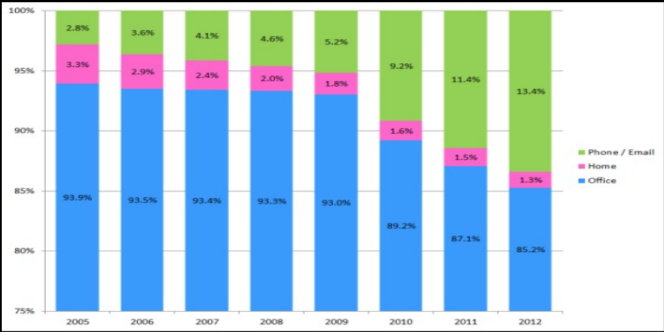 100%
2.8% 3.6% 4.1% 4.6% 5.2% 9.2% 11.4% 13.4%
95%
3.3% 2.9% 2.4% 2.0% 1.8% 1.6% 1.5% 1.3%
90%
Phone / Email
Home
Office
85%
93.9% 93.5% 93.4% 93.3% 93.0% 89.2% 87.1% 85.2%
80%
75%
2005 2006 2007 2008 2009 2010 2011 2012